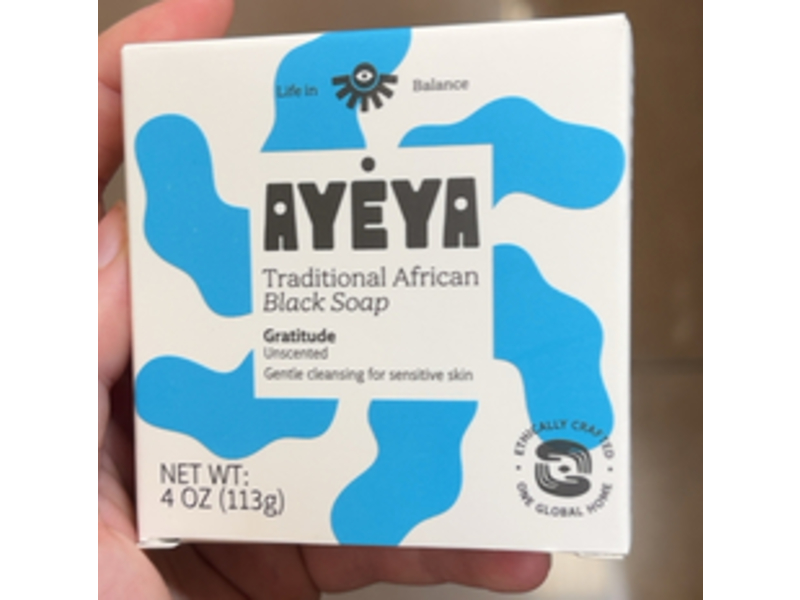 Life in Balance
AYĖYA
Traditional African
Black Soap
Gratitude
Unscented
Gentle cleansing for sensitive skin
NET WT:
4 OZ (113g)
• ETHICALLY CRAFTED •
ONE GLOBAL HOME